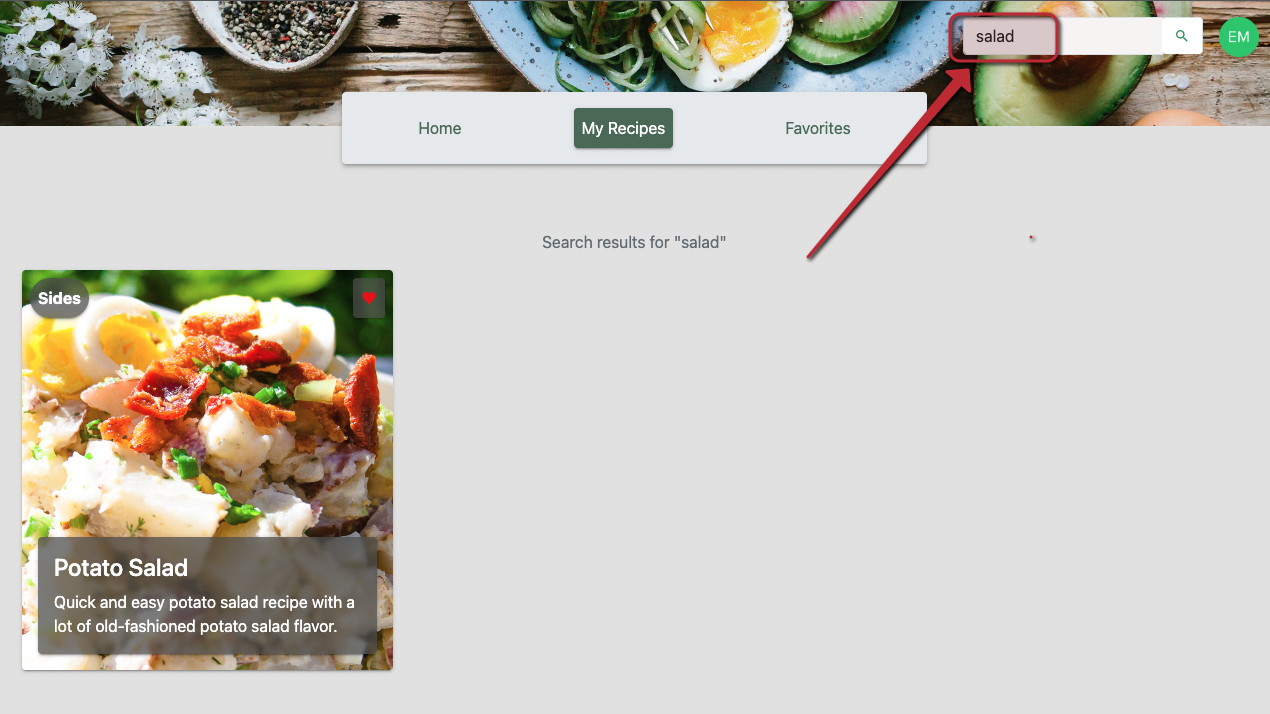 salad
EM
Home
My Recipes
Favorites
Search results for "salad"
Sides
Potato Salad
Quick and easy potato salad recipe with a
lot of old-fashioned potato salad flavor.